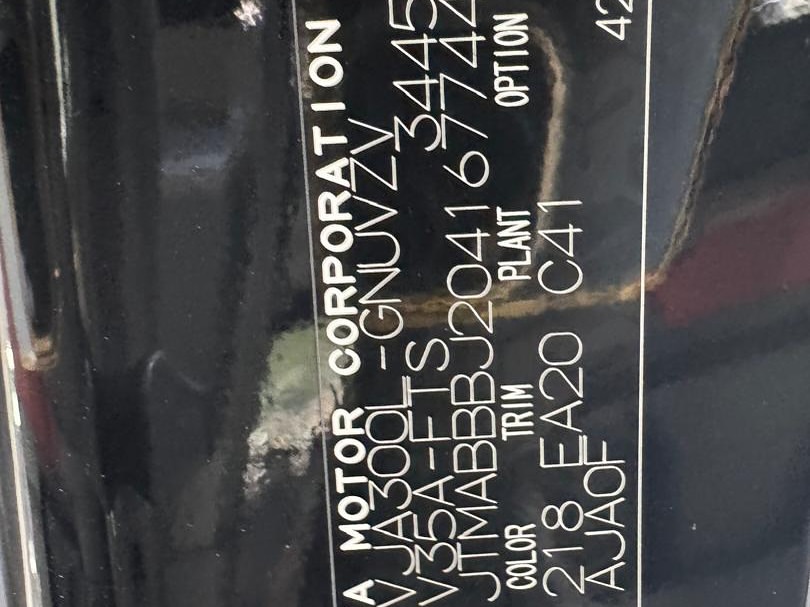 A MOTOR CORPORATION
VJA300L-GNUVZV
V35A-FTS 3445
JTMABBBJ204167742
COLOR TRIM PLANT OPTION
218 EA20 C41
AJA0F 42